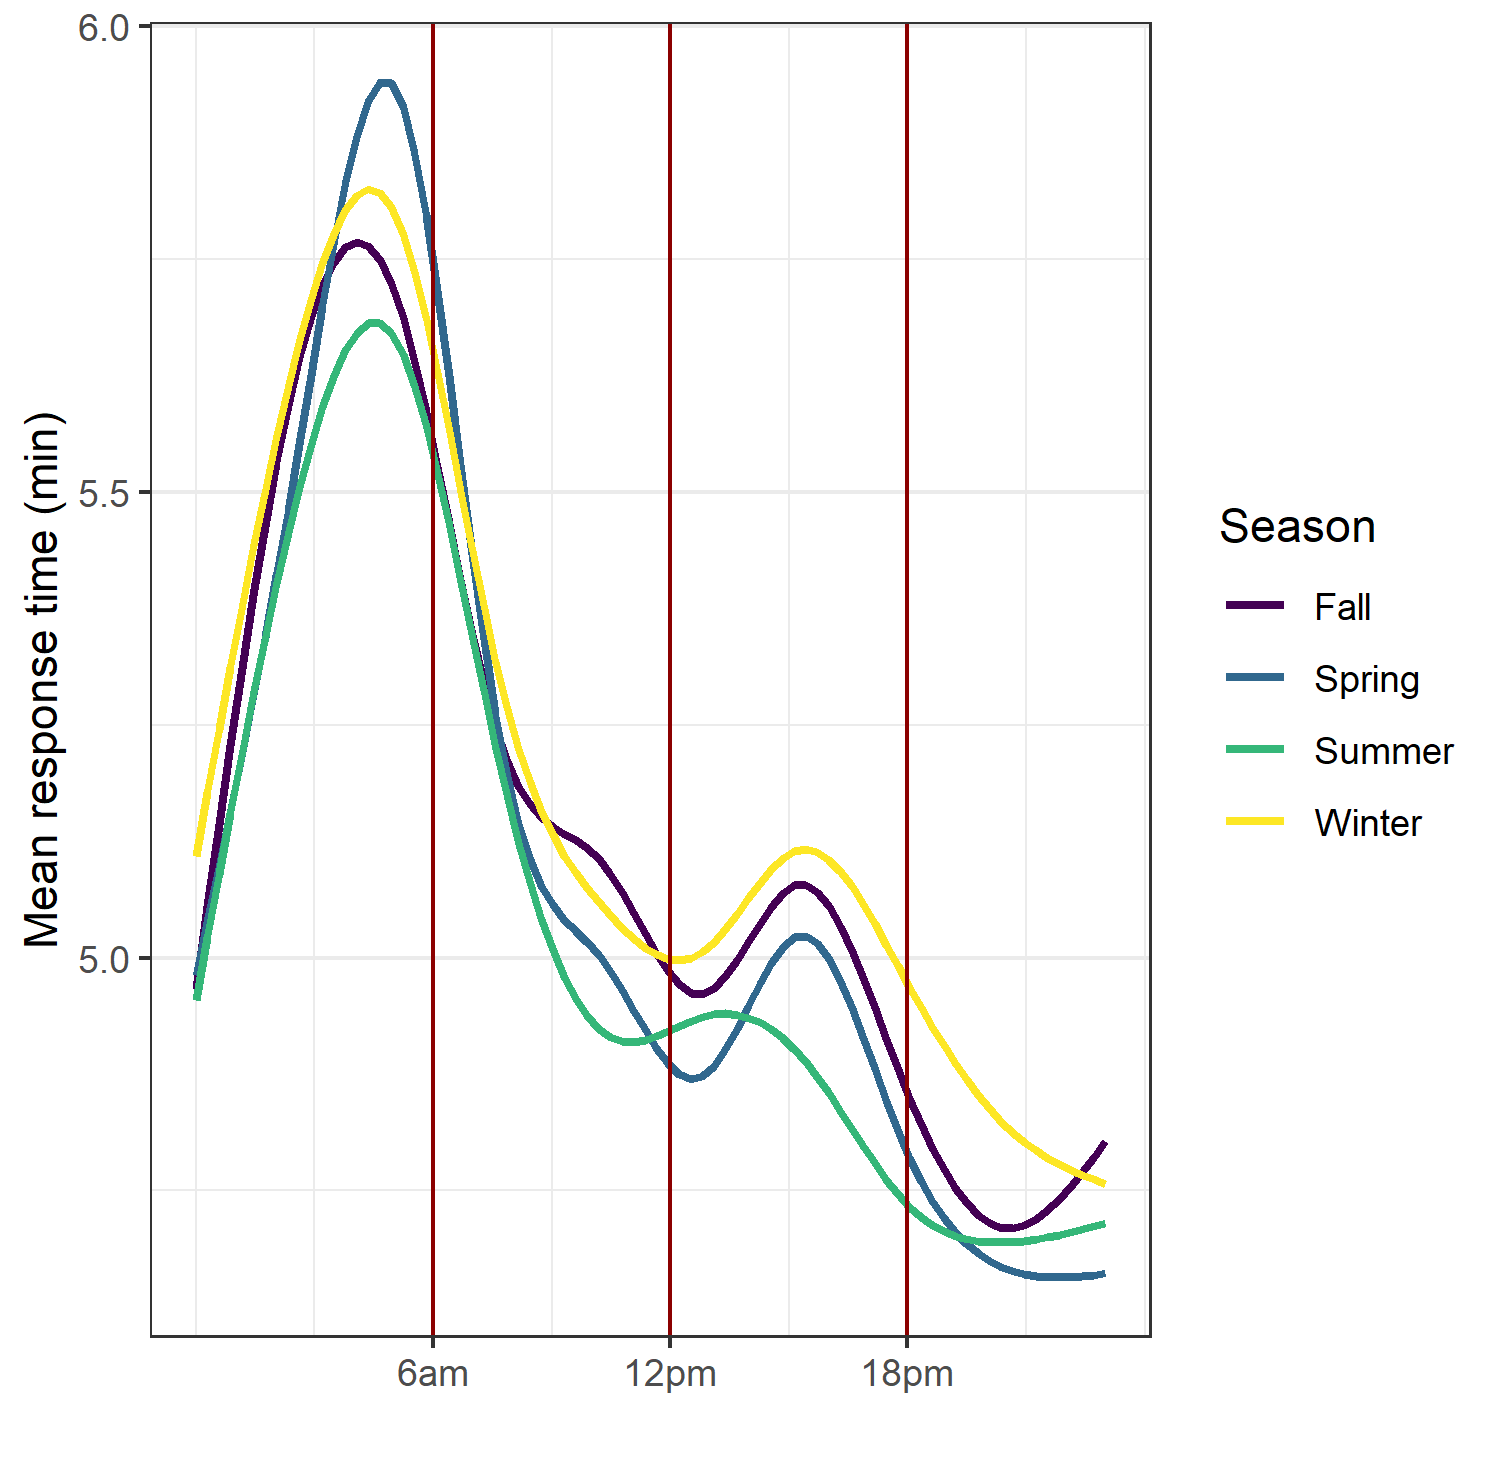 6.0
5.5
5.0
Mean response time (min)
6am
12pm
18pm
Season
Fall
Spring
Summer
Winter